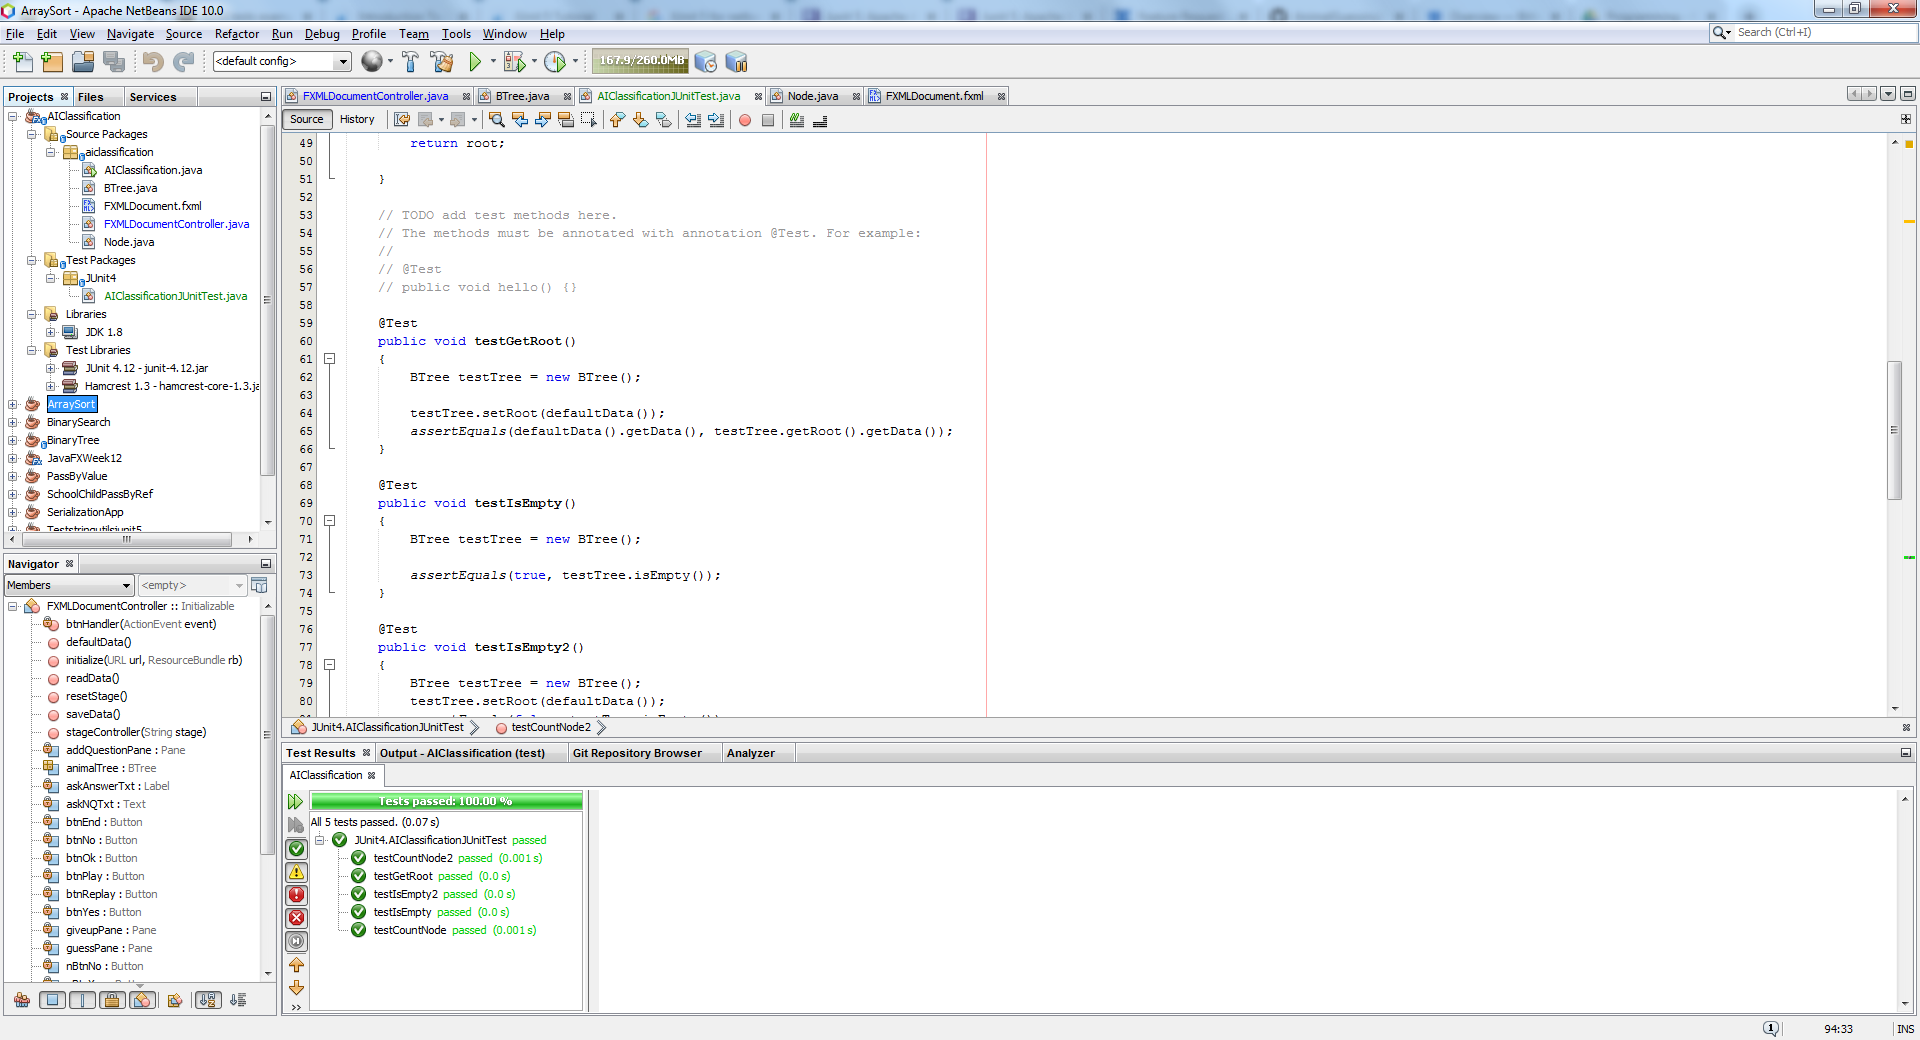 ArraySort - Apache NetBeans IDE 10.0
File Edit View Navigate Source Refactor Run Debug Profile Team Tools Window Help
Search (Ctrl+I)
<default config>
167.9/260.0MB
Projects Files Services
AIClassification
Source Packages
aiclassification
AIClassification.java
BTree.java
FXMLDocument.fxml
FXMLDocumentController.java
Node.java
Test Packages
JUnit4
AIClassificationJUnitTest.java
Libraries
JDK 1.8
Test Libraries
JUnit 4.12 - junit-4.12.jar
Hamcrest 1.3 - hamcrest-core-1.3.ja
ArraySort
BinarySearch
BinaryTree
JavaFXWeek12
PassByValue
SchoolChildPassByRef
SerializationApp
Teststringutilsjunit5
Navigator
Members
<empty>
FXMLDocumentController :: Initializable
btnHandler(ActionEvent event)
defaultData()
initialize(URL url, ResourceBundle rb)
readData()
resetStage()
saveData()
stageController(String stage)
addQuestionPane : Pane
animalTree : BTree
askAnswerTxt : Label
askNQTxt : Text
btnEnd : Button
btnNo : Button
btnOk : Button
btnPlay : Button
btnReplay : Button
btnYes : Button
giveupPane : Pane
guessPane : Pane
nBtnNo : Button
FXMLDocumentController.java BTree.java AIClassificationJUnitTest.java Node.java FXMLDocument.fxml
Source History
49 return root;
50
51 }
52
53 // TODO add test methods here.
54 // The methods must be annotated with annotation @Test. For example:
55 //
56 // @Test
57 // public void hello() {}
58
59 @Test
60 public void testGetRoot()
61 {
62 BTree testTree = new BTree();
63
64 testTree.setRoot(defaultData());
65 assertEquals(defaultData().getData(), testTree.getRoot().getData());
66 }
67
68 @Test
69 public void testIsEmpty()
70 {
71 BTree testTree = new BTree();
72
73 assertEquals(true, testTree.isEmpty());
74 }
75
76 @Test
77 public void testIsEmpty2()
78 {
79 BTree testTree = new BTree();
80 testTree.setRoot(defaultData());
JUnit4.AIClassificationJUnitTest testCountNode2
Test Results Output - AIClassification (test) Git Repository Browser Analyzer
AIClassification
Tests passed: 100.00 %
All 5 tests passed. (0.07 s)
JUnit4.AIClassificationJUnitTest passed
testCountNode2 passed (0.001 s)
testGetRoot passed (0.0 s)
testIsEmpty2 passed (0.0 s)
testIsEmpty passed (0.0 s)
testCountNode passed (0.001 s)
1
94:33
INS